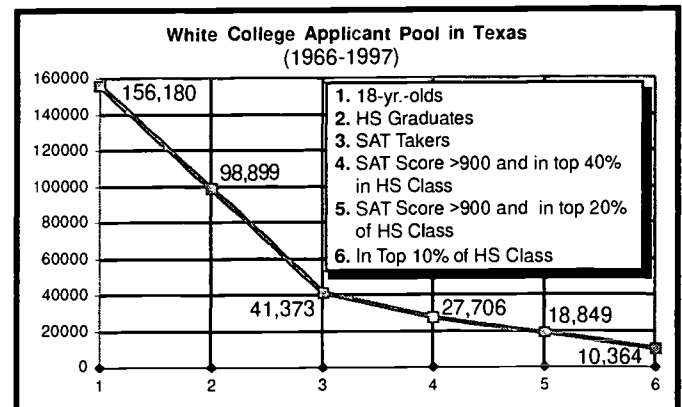 White College Applicant Pool in Texas
(1966-1997)
160000
140000
120000
100000
80000
60000
40000
20000
0
156,180
98,899
41,373
27,706
18,849
10,364
1. 18-yr.-olds
2. HS Graduates
3. SAT Takers
4. SAT Score >900 and in top 40%
in HS Class
5. SAT Score >900 and in top 20%
of HS Class
6. In Top 10% of HS Class
1 2 3 4 5 6